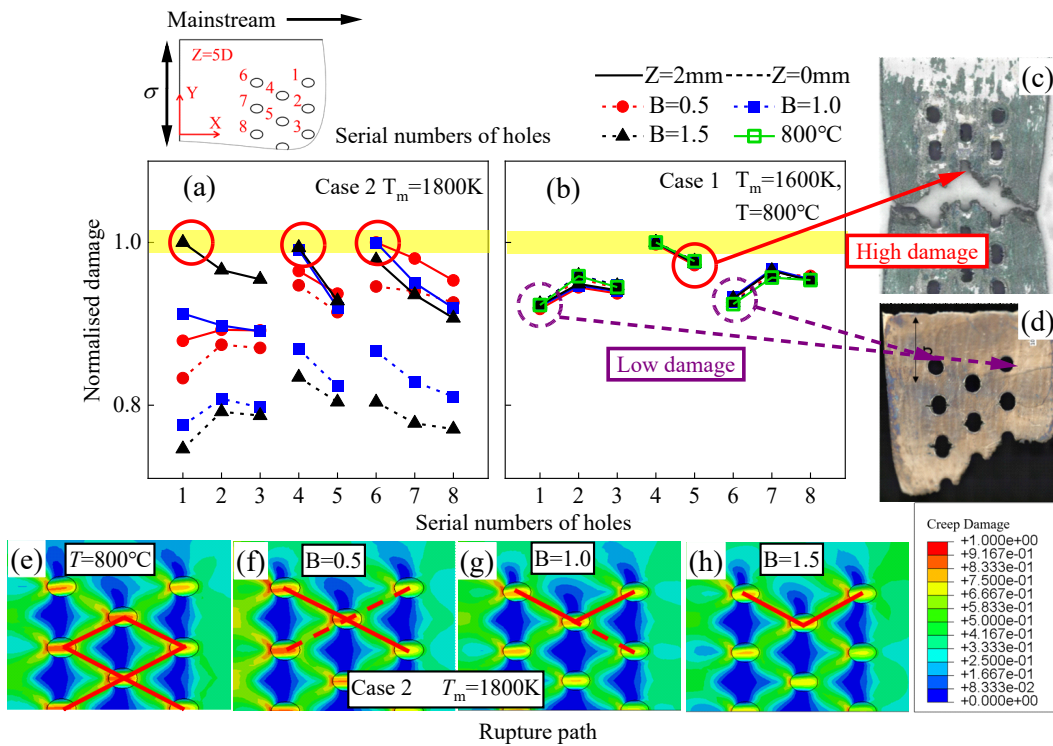 Mainstream
Z=5D
6
1
4
7
2
5
8
3
σ
Y
X
Serial numbers of holes
Z=2mm
Z=0mm
B=0.5
B=1.0
B=1.5
800℃
(c)
(a)
Case 2 Tm=1800K
(b)
Case 1
Tm=1600K,
T=800℃
High damage
Low damage
(d)
σ
Normalised damage
1.0
0.8
1 2 3 4 5 6 7 8
1 2 3 4 5 6 7 8
Serial numbers of holes
(e)
T=800℃
(f)
B=0.5
(g)
B=1.0
(h)
B=1.5
Case 2 Tm=1800K
Creep Damage
+1.000e+00
+9.167e-01
+8.333e-01
+7.500e-01
+6.667e-01
+5.833e-01
+5.000e-01
+4.167e-01
+3.333e-01
+2.500e-01
+1.667e-01
+8.333e-02
+0.000e+00
Rupture path